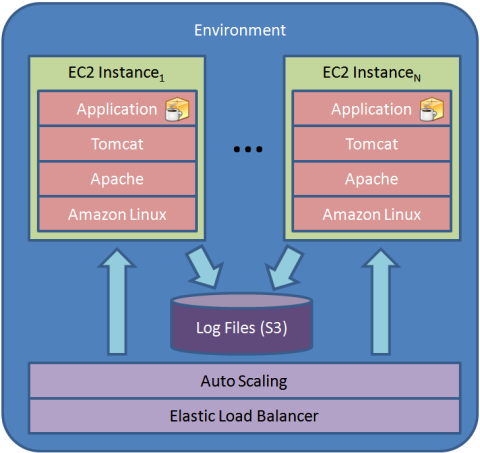 Environment
EC2 Instance1
Application
Tomcat
Apache
Amazon Linux
...
EC2 InstanceN
Application
Tomcat
Apache
Amazon Linux
Log Files (S3)
Auto Scaling
Elastic Load Balancer